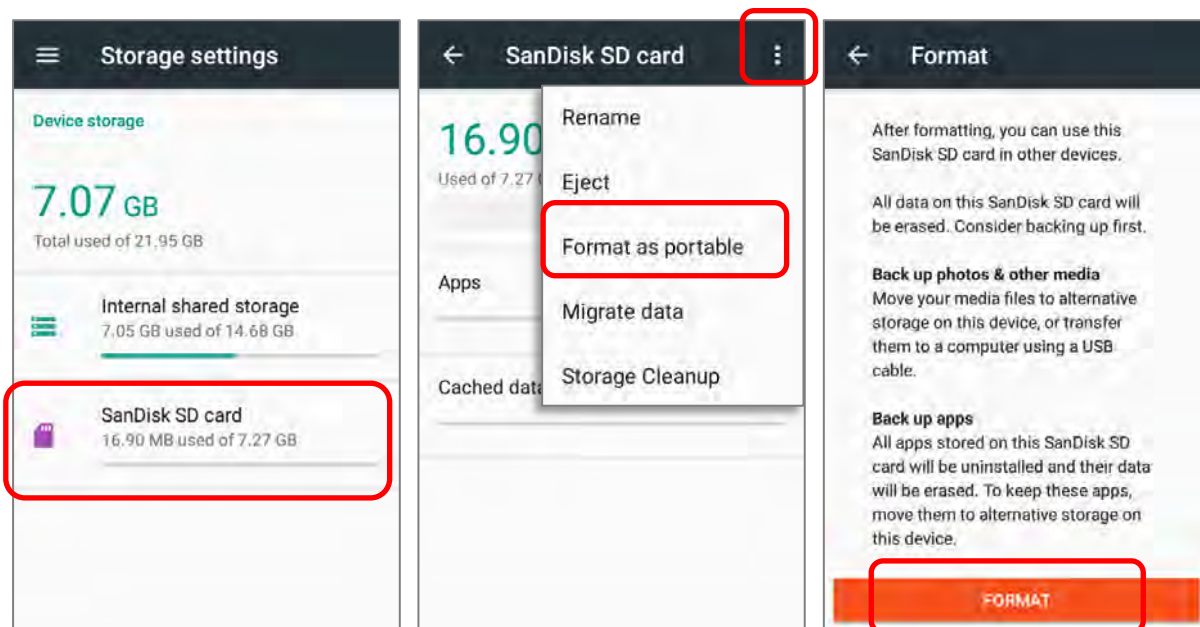 Storage settings
Device storage
7.07 GB
Total used of 21.95 GB
Internal shared storage
7.05 GB used of 14.68 GB
SanDisk SD card
16.90 MB used of 7.27 GB
SanDisk SD card
16.90
Used of 7.27
Apps
Cached data
Rename
Eject
Format as portable
Migrate data
Storage Cleanup
Format
After formatting, you can use this
SanDisk SD card in other devices.
All data on this SanDisk SD card will
be erased. Consider backing up first.
Back up photos & other media
Move your media files to alternative
storage on this device, or transfer
them to a computer using a USB
cable.
Back up apps
All apps stored on this SanDisk SD
card will be uninstalled and their data
will be erased. To keep these apps,
move them to alternative storage on
this device.
FORMAT